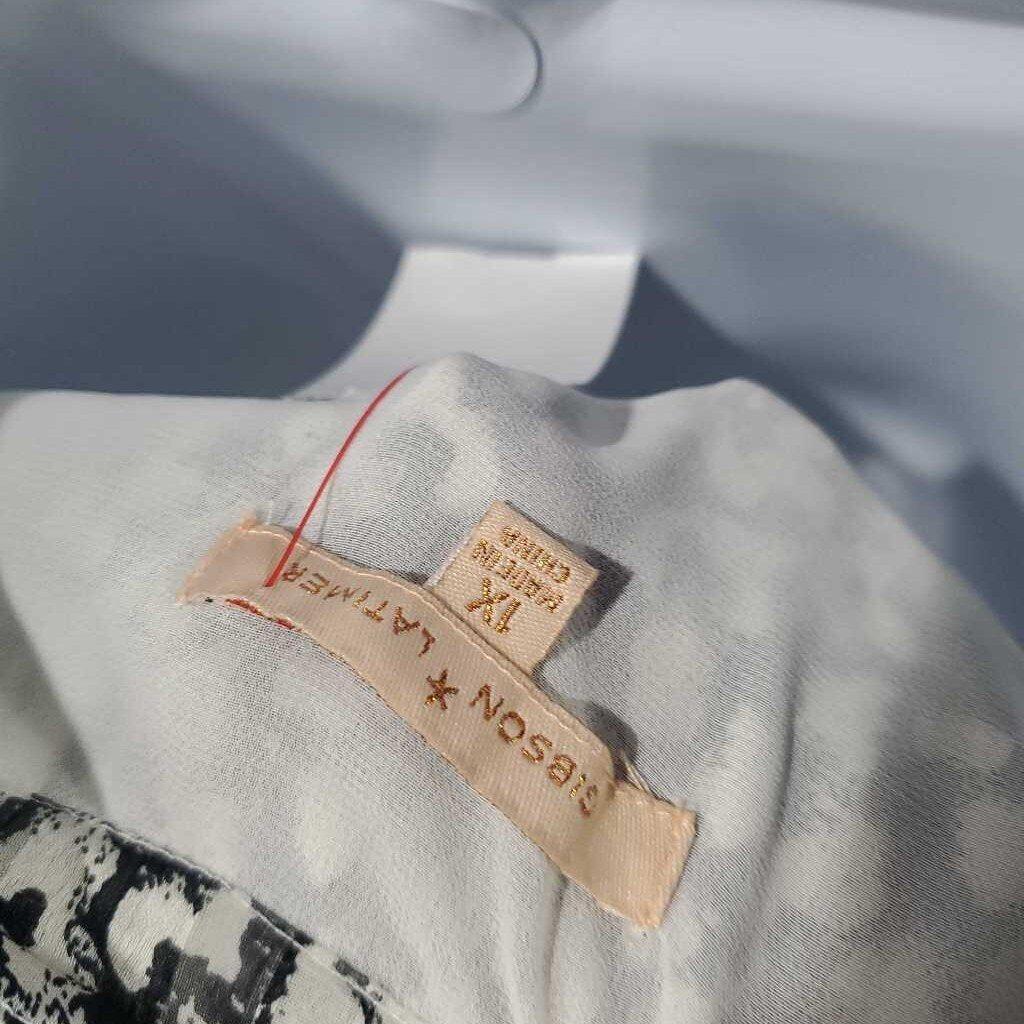 GIBSON ★ LATIMER
1X
MADE IN
CHINA